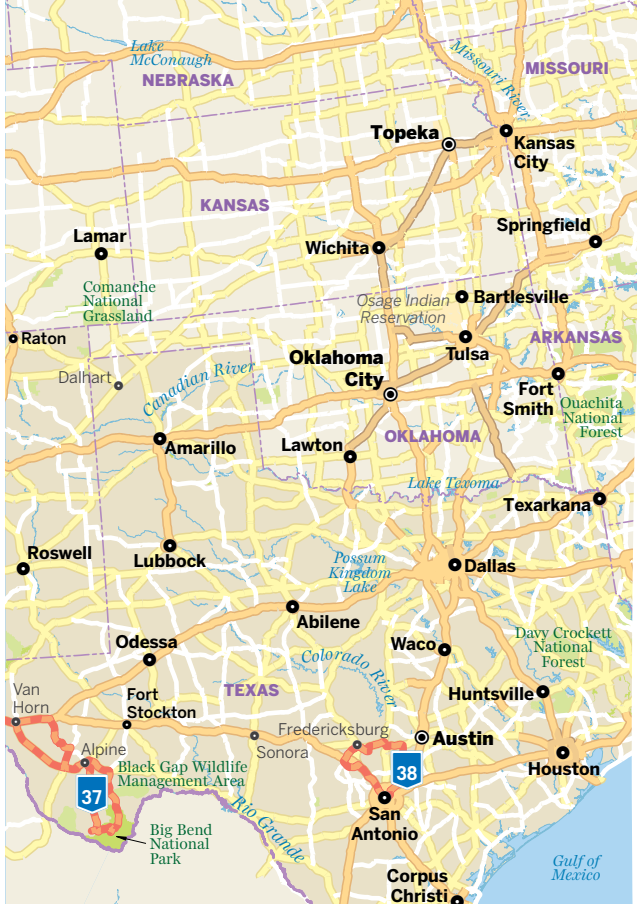 Lake
McConaugh
NEBRASKA
Missouri River
MISSOURI
Topeka
Kansas
City
KANSAS
Springfield
Lamar
Wichita
Comanche
National
Grassland
Osage Indian
Reservation
Bartlesville
Raton
ARKANSAS
Tulsa
Oklahoma
City
Dalhart
Canadian River
Fort
Smith
Ouachita
National
Forest
OKLAHOMA
Amarillo
Lawton
Lake Texoma
Texarkana
Roswell
Lubbock
Possum
Kingdom
Lake
Dallas
Abilene
Davy Crockett
National
Forest
Odessa
Waco
Colorado River
TEXAS
Van
Horn
Fort
Stockton
Huntsville
Fredericksburg
Sonora
Austin
Alpine
Black Gap Wildlife
Management Area
Houston
38
37
Rio Grande
San
Antonio
Big Bend
National
Park
Gulf of
Mexico
Corpus
Christi